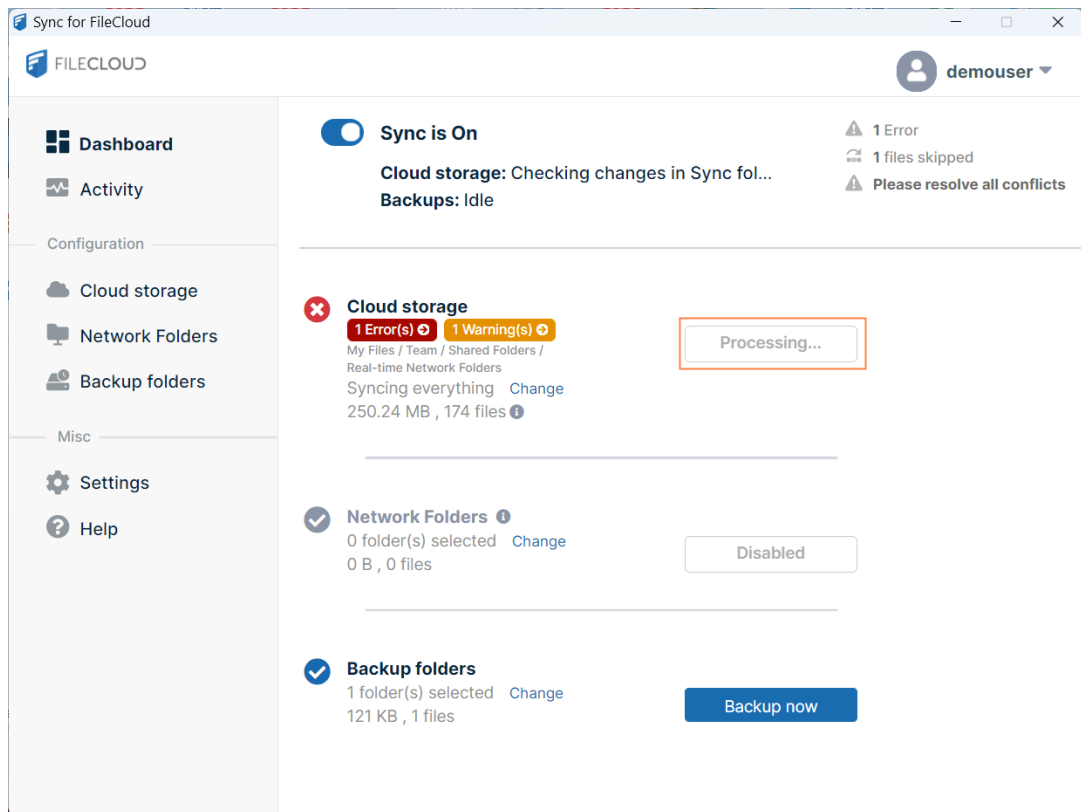 Sync for FileCloud
FILECLOUD
demouser
Dashboard
Activity
Configuration
Cloud storage
Network Folders
Backup folders
Misc
Settings
Help
Sync is On
Cloud storage: Checking changes in Sync fol...
Backups: Idle
1 Error
1 files skipped
Please resolve all conflicts
Cloud storage
1 Error(s) 1 Warning(s)
My Files / Team / Shared Folders /
Real-time Network Folders
Syncing everything Change
250.24 MB , 174 files
Processing...
Network Folders
0 folder(s) selected Change
0 B , 0 files
Disabled
Backup folders
1 folder(s) selected Change
121 KB , 1 files
Backup now